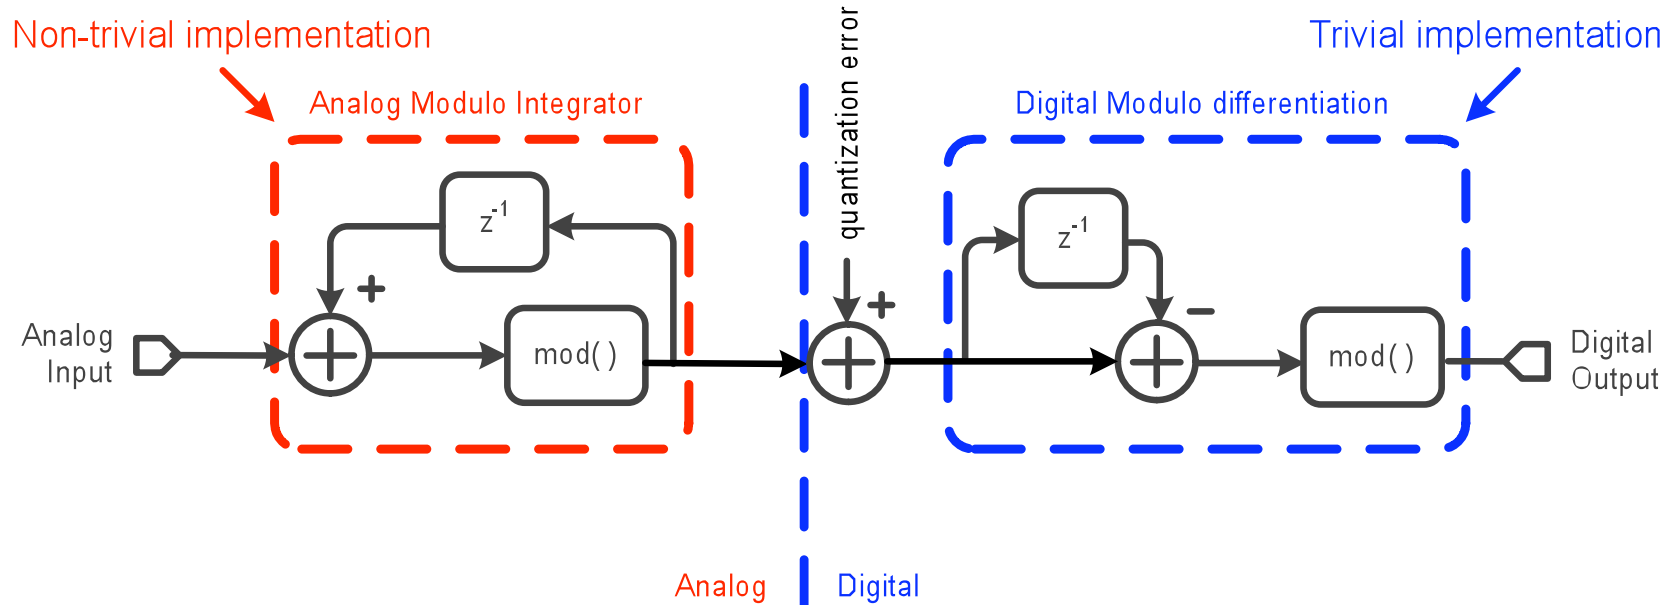 Non-trivial implementation
Trivial implementation
Analog Modulo Integrator
quantization error
Digital Modulo differentiation
z-1
z-1
+
+
−
Analog
Input
mod( )
mod( )
Digital
Output
Analog
Digital